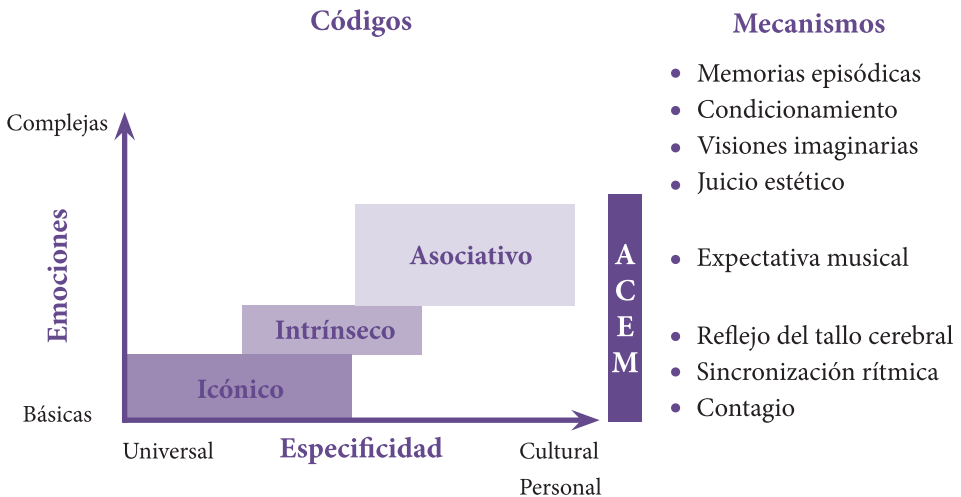 Códigos
Mecanismos
Complejas
Emociones
Básicas
Asociativo
Intrínseco
Icónico
Universal
Especificidad
Cultural
Personal
A
C
E
M
• Memorias episódicas
• Condicionamiento
• Visiones imaginarias
• Juicio estético
• Expectativa musical
• Reflejo del tallo cerebral
• Sincronización rítmica
• Contagio